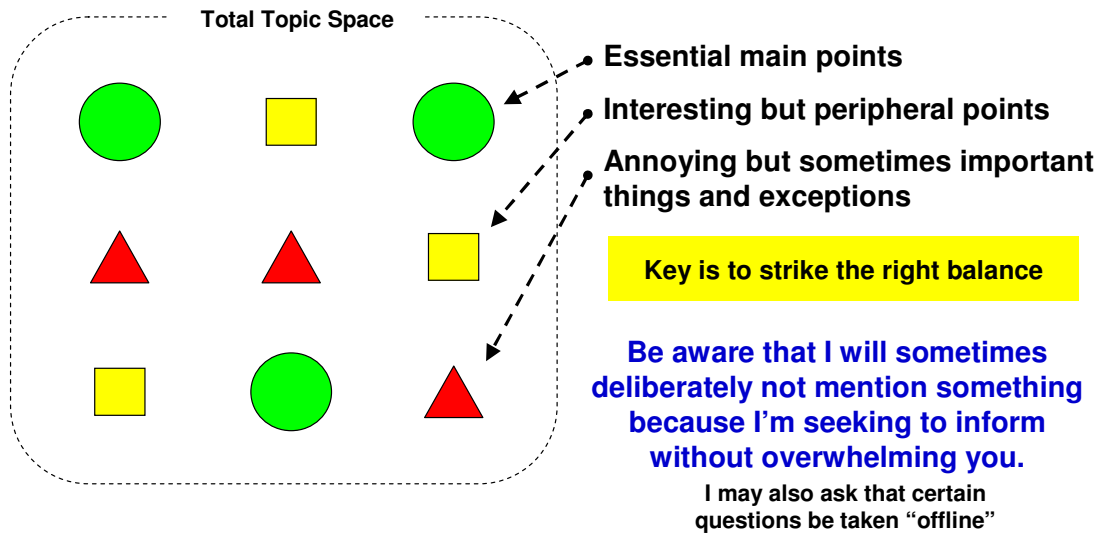 Total Topic Space
Essential main points
Interesting but peripheral points
Annoying but sometimes important
things and exceptions
Key is to strike the right balance
Be aware that I will sometimes
deliberately not mention something
because I’m seeking to inform
without overwhelming you.
I may also ask that certain
questions be taken “offline”